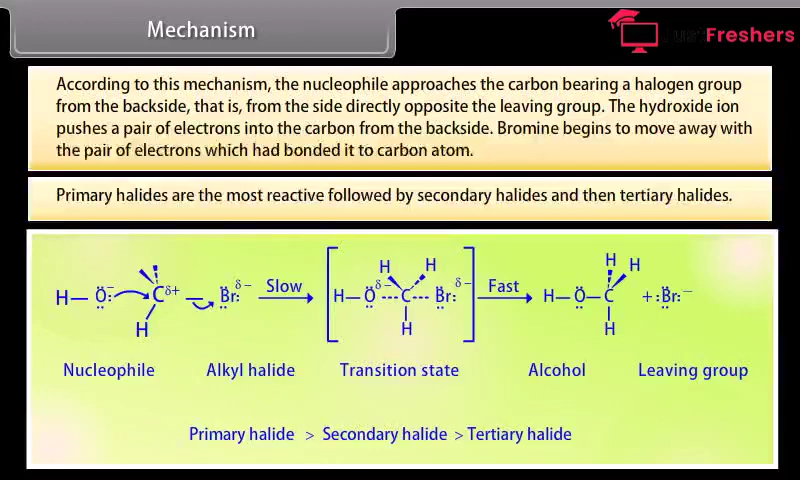 Mechanism
Just Freshers
According to this mechanism, the nucleophile approaches the carbon bearing a halogen group
from the backside, that is, from the side directly opposite the leaving group. The hydroxide ion
pushes a pair of electrons into the carbon from the backside. Bromine begins to move away with
the pair of electrons which had bonded it to carbon atom.
Primary halides are the most reactive followed by secondary halides and then tertiary halides.
H H H H
H — O: – C δ+ — Br: δ – Slow H — O δ – C Br: δ – Fast H — O — C + :Br: –
H H H
Nucleophile Alkyl halide Transition state Alcohol Leaving group
Primary halide > Secondary halide > Tertiary halide